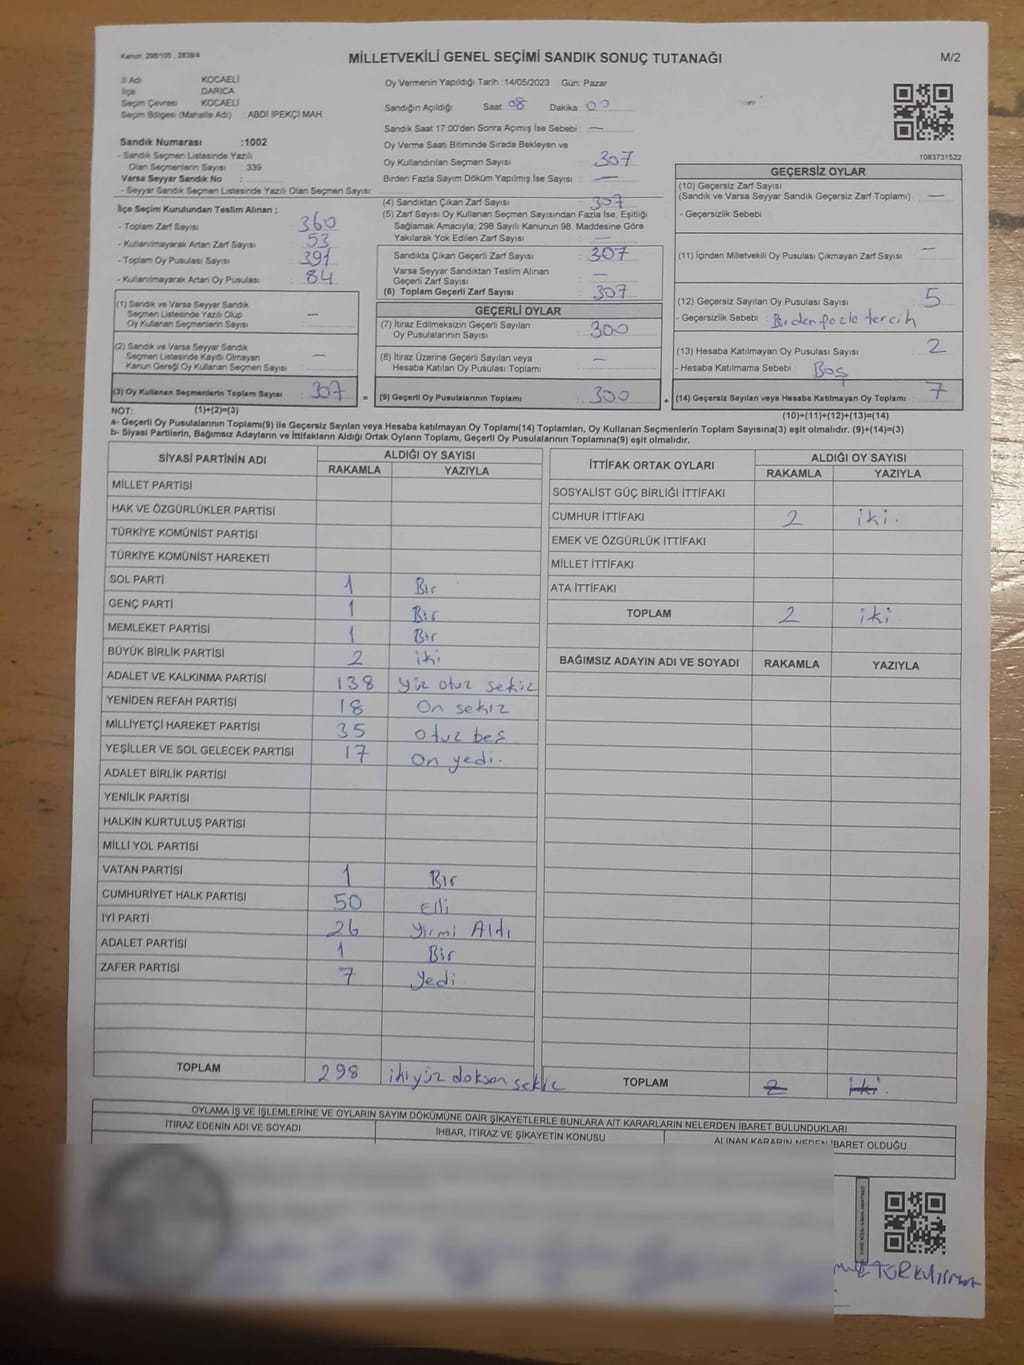 Kanun: 298/105 , 2839/4
MİLLETVEKİLİ GENEL SEÇİMİ SANDIK SONUÇ TUTANAĞI
M/2
İl Adı KOCAELİ
İlçe DARICA
Seçim Çevresi KOCAELİ
Seçim Bölgesi (Mahalle Adı) ABDİ İPEKÇİ MAH.
Sandık Numarası :1002
- Sandık Seçmen Listesinde Yazılı
Olan Seçmenlerin Sayısı : 339
Varsa Seyyar Sandık No :
- Seyyar Sandık Seçmen Listesinde Yazılı Olan Seçmen Sayısı:
Oy Vermenin Yapıldığı Tarih :14/05/2023 Gün: Pazar
Sandığın Açıldığı Saat: 08 Dakika: 00
Sandık Saat 17:00'den Sonra Açımış İse Sebebi : —
Oy Verme Saati Bitiminde Sırada Bekleyen ve
Oy Kullandırılan Seçmen Sayısı : 307
Birden Fazla Sayım Döküm Yapılmış İse Sayısı : —
1083731522
İlçe Seçim Kurulundan Teslim Alınan ;
- Toplam Zarf Sayısı : 360
- Kullanılmayarak Artan Zarf Sayısı : 53
- Toplam Oy Pusulası Sayısı : 391
- Kullanılmayarak Artan Oy Pusulası : 84
(1) Sandık ve Varsa Seyyar Sandık
Seçmen Listesinde Yazılı Olup
Oy Kullanan Seçmenlerin Sayısı : —
(2) Sandık ve Varsa Seyyar Sandık
Seçmen Listesinde Kayıtlı Olmayan
Kanun Gereği Oy Kullanan Seçmen Sayısı : —
(3) Oy Kullanan Seçmenlerin Toplam Sayısı : 307
(4) Sandıktan Çıkan Zarf Sayısı : 307
(5) Zarf Sayısı Oy Kullanan Seçmen Sayısından Fazla İse, Eşitliği
Sağlamak Amacıyla, 298 Sayılı Kanunun 98. Maddesine Göre
Yakılarak Yok Edilen Zarf Sayısı : —
Sandıkta Çıkan Geçerli Zarf Sayısı : 307
Varsa Seyyar Sandıktan Teslim Alınan
Geçerli Zarf Sayısı : —
(6) Toplam Geçerli Zarf Sayısı : 307
GEÇERLİ OYLAR
(7) İtiraz Edilmeksizin Geçerli Sayılan
Oy Pusulalarının Sayısı : 300
(8) İtiraz Üzerine Geçerli Sayılan veya
Hesaba Katılan Oy Pusulası Toplamı : —
= (9) Geçerli Oy Pusulalarının Toplamı : 300
GEÇERSİZ OYLAR
(10) Geçersiz Zarf Sayısı
(Sandık ve Varsa Seyyar Sandık Geçersiz Zarf Toplamı) : —
- Geçersizlik Sebebi :
(11) İçinden Milletvekili Oy Pusulası Çıkmayan Zarf Sayısı : —
(12) Geçersiz Sayılan Oy Pusulası Sayısı : 5
- Geçersizlik Sebebi : Birden fazla tercih
(13) Hesaba Katılmayan Oy Pusulası Sayısı : 2
- Hesaba Katılmama Sebebi : Boş
+ (14) Geçersiz Sayılan veya Hesaba Katılmayan Oy Toplamı : 7
NOT: (1)+(2)=(3)
(10)+(11)+(12)+(13)=(14)
a- Geçerli Oy Pusulalarının Toplamı(9) ile Geçersiz Sayılan veya Hesaba katılmayan Oy Toplamı(14) Toplamları, Oy Kullanan Seçmenlerin Toplam Sayısına(3) eşit olmalıdır. (9)+(14)=(3)
b- Siyasi Partilerin, Bağımsız Adayların ve İttifakların Aldığı Ortak Oyların Toplamı, Geçerli Oy Pusulalarının Toplamına(9) eşit olmalıdır.
SİYASİ PARTİNİN ADI ALDIĞI OY SAYISI
RAKAMLA YAZIYLA
MİLLET PARTİSİ
HAK VE ÖZGÜRLÜKLER PARTİSİ
TÜRKİYE KOMÜNİST PARTİSİ
TÜRKİYE KOMÜNİST HAREKETİ
SOL PARTİ 1 Bir
GENÇ PARTİ 1 Bir
MEMLEKET PARTİSİ 1 Bir
BÜYÜK BİRLİK PARTİSİ 2 iki
ADALET VE KALKINMA PARTİSİ 138 yüz otuz sekiz
YENİDEN REFAH PARTİSİ 18 On sekiz
MİLLİYETÇİ HAREKET PARTİSİ 35 otuz beş
YEŞİLLER VE SOL GELECEK PARTİSİ 17 On yedi.
ADALET BİRLİK PARTİSİ
YENİLİK PARTİSİ
HALKIN KURTULUŞ PARTİSİ
MİLLİ YOL PARTİSİ
VATAN PARTİSİ 1 Bir
CUMHURİYET HALK PARTİSİ 50 elli
İYİ PARTİ 26 yirmi Altı
ADALET PARTİSİ 1 Bir
ZAFER PARTİSİ 7 yedi
TOPLAM 298 ikiyüz doksan sekiz
İTTİFAK ORTAK OYLARI ALDIĞI OY SAYISI
RAKAMLA YAZIYLA
SOSYALİST GÜÇ BİRLİĞİ İTTİFAKI
CUMHUR İTTİFAKI 2 iki.
EMEK VE ÖZGÜRLÜK İTTİFAKI
MİLLET İTTİFAKI
ATA İTTİFAKI
TOPLAM 2 iki
BAĞIMSIZ ADAYIN ADI VE SOYADI RAKAMLA YAZIYLA
TOPLAM 2 iki.
OYLAMA İŞ VE İŞLEMLERİNE VE OYLARIN SAYIM DÖKÜMÜNE DAİR ŞİKAYETLERLE BUNLARA AİT KARARLARIN NELERDEN İBARET BULUNDUKLARI
İTİRAZ EDENİN ADI VE SOYADI İHBAR, İTİRAZ VE ŞİKAYETİN KONUSU ALINAN KARARIN NEDEN İBARET OLDUĞU